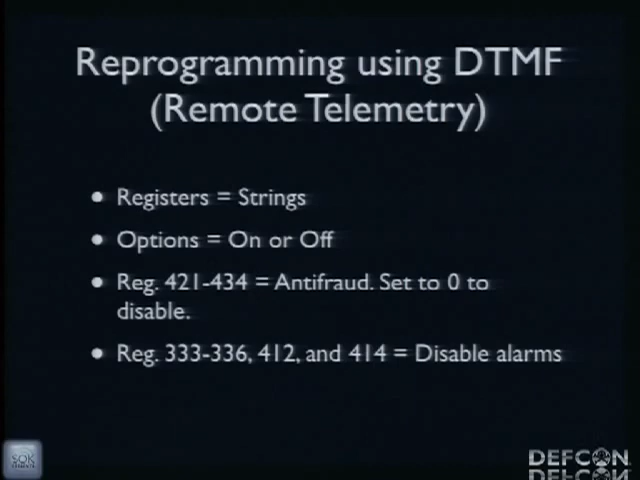 Reprogramming using DTMF
(Remote Telemetry)
• Registers = Strings
• Options = On or Off
• Reg. 421-434 = Antifraud. Set to 0 to
disable.
• Reg. 333-336, 412, and 414 = Disable alarms
DEFCON